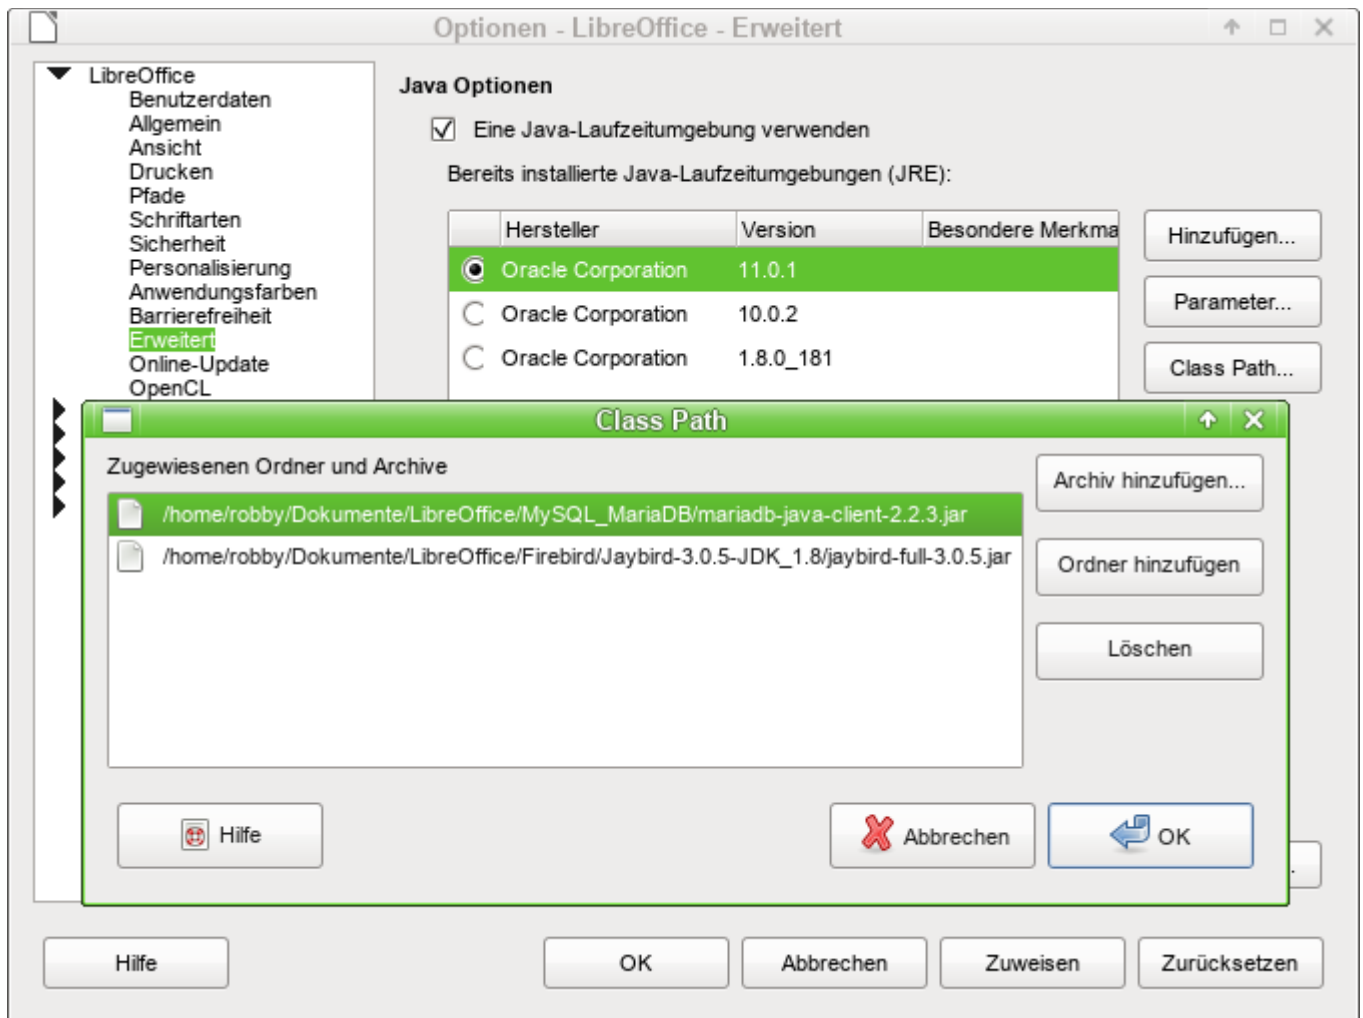 Optionen - LibreOffice - Erweitert
LibreOffice
Benutzerdaten
Allgemein
Ansicht
Drucken
Pfade
Schriftarten
Sicherheit
Personalisierung
Anwendungsfarben
Barrierefreiheit
Erweitert
Online-Update
OpenCL
Java Optionen
Eine Java-Laufzeitumgebung verwenden
Bereits installierte Java-Laufzeitumgebungen (JRE):
Hersteller Version Besondere Merkma
Oracle Corporation 11.0.1
Oracle Corporation 10.0.2
Oracle Corporation 1.8.0_181
Hinzufügen...
Parameter...
Class Path...
Class Path
Zugewiesenen Ordner und Archive
/home/robby/Dokumente/LibreOffice/MySQL_MariaDB/mariadb-java-client-2.2.3.jar
/home/robby/Dokumente/LibreOffice/Firebird/Jaybird-3.0.5-JDK_1.8/jaybird-full-3.0.5.jar
Archiv hinzufügen...
Ordner hinzufügen
Löschen
Hilfe Abbrechen OK
Hilfe OK Abbrechen Zuweisen Zurücksetzen